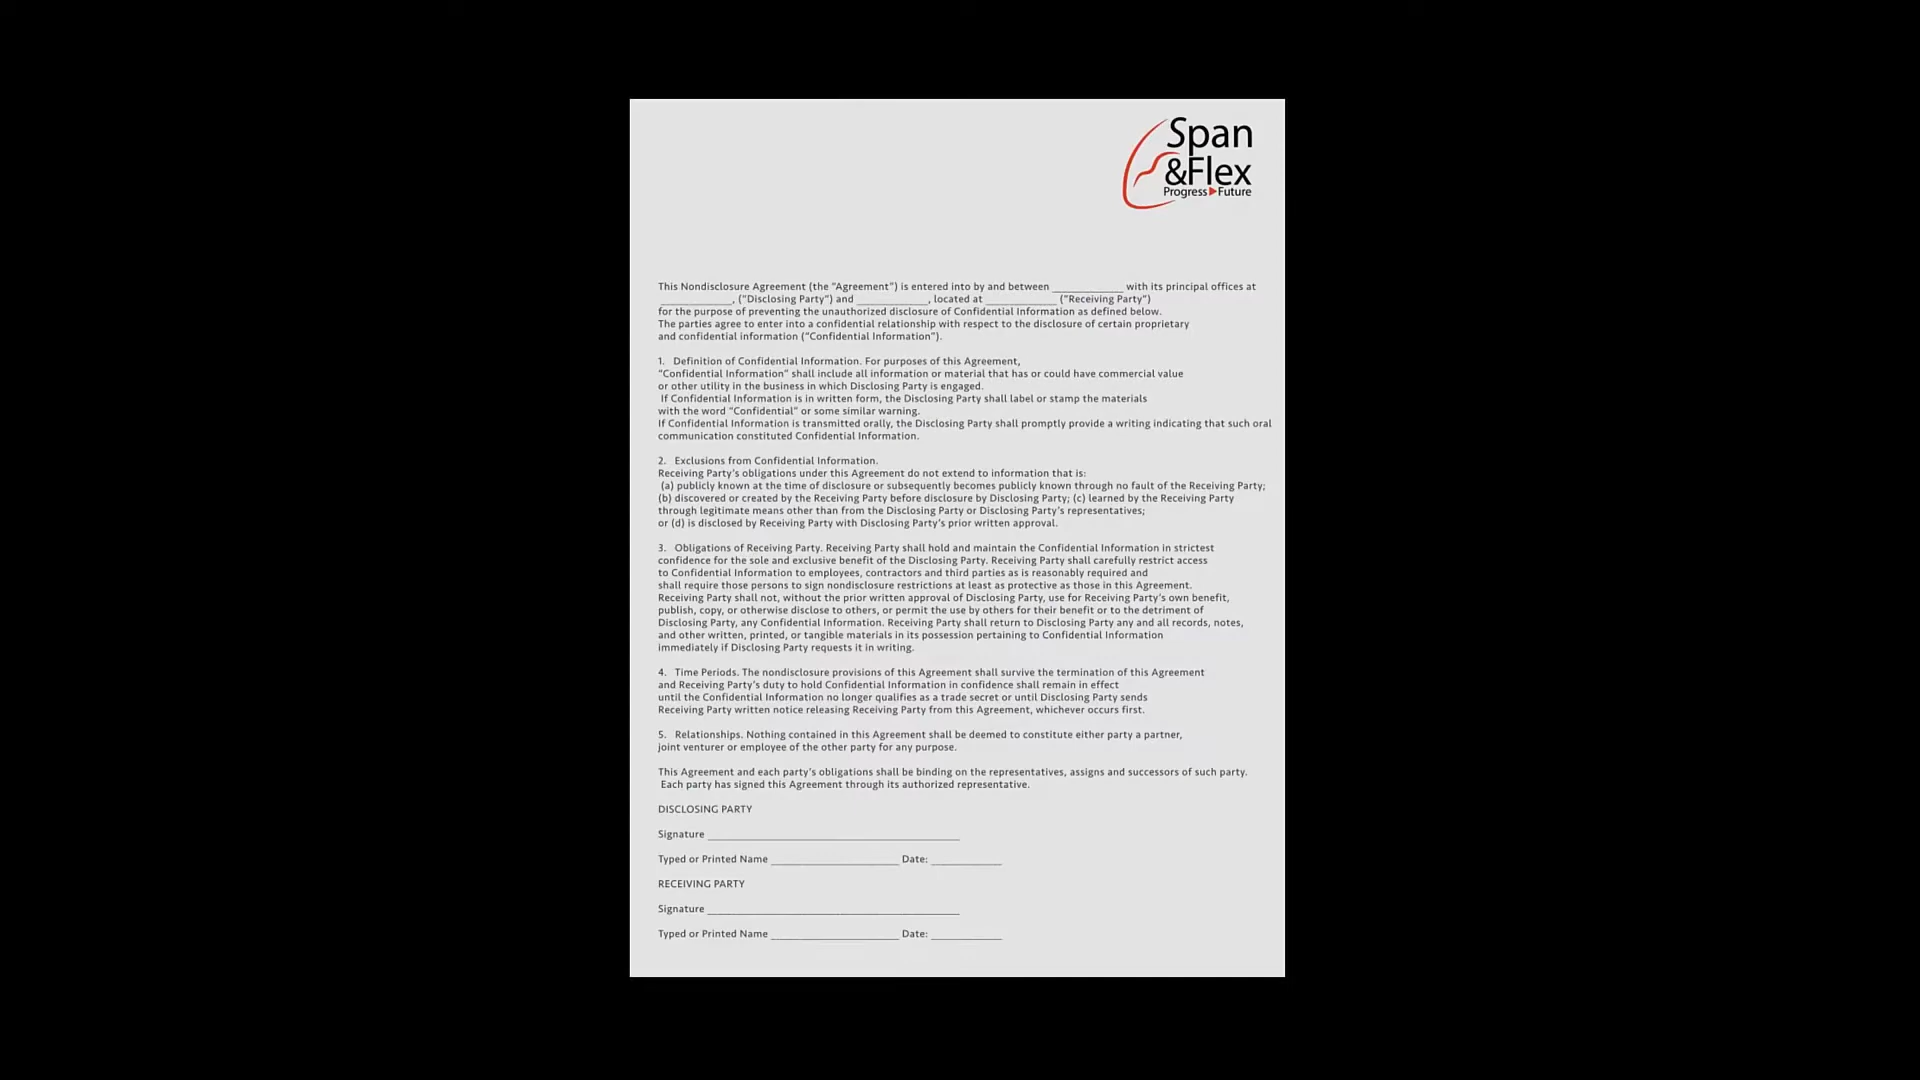 Span
&Flex
Progress Future
This Nondisclosure Agreement (the “Agreement”) is entered into by and between ____________ with its principal offices at
____________, (“Disclosing Party”) and ____________, located at ____________ (“Receiving Party”)
for the purpose of preventing the unauthorized disclosure of Confidential Information as defined below.
The parties agree to enter into a confidential relationship with respect to the disclosure of certain proprietary
and confidential information (“Confidential Information”).
1. Definition of Confidential Information. For purposes of this Agreement,
“Confidential Information” shall include all information or material that has or could have commercial value
or other utility in the business in which Disclosing Party is engaged.
If Confidential Information is in written form, the Disclosing Party shall label or stamp the materials
with the word “Confidential” or some similar warning.
If Confidential Information is transmitted orally, the Disclosing Party shall promptly provide a writing indicating that such oral
communication constituted Confidential Information.
2. Exclusions from Confidential Information.
Receiving Party’s obligations under this Agreement do not extend to information that is:
(a) publicly known at the time of disclosure or subsequently becomes publicly known through no fault of the Receiving Party;
(b) discovered or created by the Receiving Party before disclosure by Disclosing Party; (c) learned by the Receiving Party
through legitimate means other than from the Disclosing Party or Disclosing Party’s representatives;
or (d) is disclosed by Receiving Party with Disclosing Party’s prior written approval.
3. Obligations of Receiving Party. Receiving Party shall hold and maintain the Confidential Information in strictest
confidence for the sole and exclusive benefit of the Disclosing Party. Receiving Party shall carefully restrict access
to Confidential Information to employees, contractors and third parties as is reasonably required and
shall require those persons to sign nondisclosure restrictions at least as protective as those in this Agreement.
Receiving Party shall not, without the prior written approval of Disclosing Party, use for Receiving Party’s own benefit,
publish, copy, or otherwise disclose to others, or permit the use by others for their benefit or to the detriment of
Disclosing Party, any Confidential Information. Receiving Party shall return to Disclosing Party any and all records, notes,
and other written, printed, or tangible materials in its possession pertaining to Confidential Information
immediately if Disclosing Party requests it in writing.
4. Time Periods. The nondisclosure provisions of this Agreement shall survive the termination of this Agreement
and Receiving Party’s duty to hold Confidential Information in confidence shall remain in effect
until the Confidential Information no longer qualifies as a trade secret or until Disclosing Party sends
Receiving Party written notice releasing Receiving Party from this Agreement, whichever occurs first.
5. Relationships. Nothing contained in this Agreement shall be deemed to constitute either party a partner,
joint venturer or employee of the other party for any purpose.
This Agreement and each party’s obligations shall be binding on the representatives, assigns and successors of such party.
Each party has signed this Agreement through its authorized representative.
DISCLOSING PARTY
Signature ____________________
Typed or Printed Name ____________________ Date: ____________
RECEIVING PARTY
Signature ____________________
Typed or Printed Name ____________________ Date: ____________